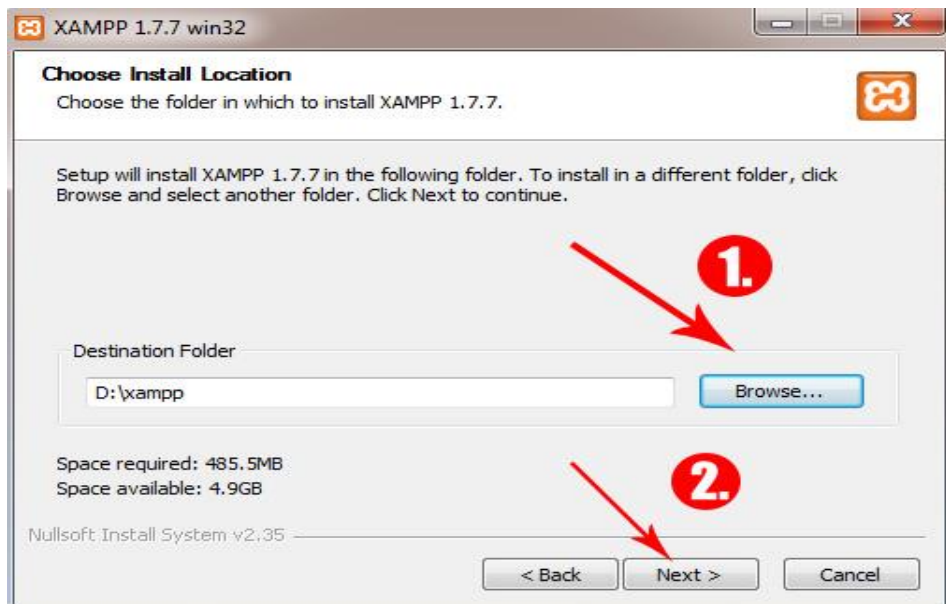 XAMPP 1.7.7 win32
Choose Install Location
Choose the folder in which to install XAMPP 1.7.7.
Setup will install XAMPP 1.7.7 in the following folder. To install in a different folder, click
Browse and select another folder. Click Next to continue.
1.
Destination Folder
D:\xampp
Browse...
Space required: 485.5MB
Space available: 4.9GB
2.
Nullsoft Install System v2.35
< Back
Next >
Cancel